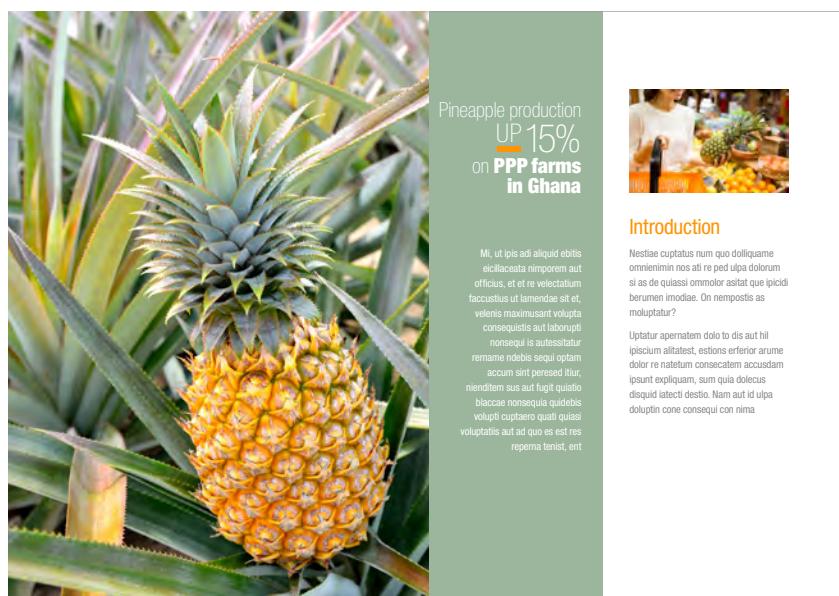 Pineapple production
UP 15%
on PPP farms
in Ghana
Mi, ut ipis adi aliquid ebitis
eicillaceata nimporem aut
officius, et et re velectatium
faccustius ut lamendae sit et,
velenis maximusant volupta
consequistis aut laborupti
nonsequi is autessitatur
rername ndebis sequi optam
accum sint peresed itiur,
nienditem sus aut fugit quiatio
blaccae nonsequia quidebis
volupti cuptaero quati quiasi
voluptatiis aut ad quo es est res
reperna tenist, ent
Introduction
Nestiae cuptatus num quo dolliquame
omnienimin nos ati re ped ulpa dolorum
si as de quiassi ommolor asitat que ipicidi
berumen imodiae. On nempostis as
moluptatur?
Uptatur apernatem dolo to dis aut hil
ipiscium alitatest, estions erferior arume
dolor re natetum consecatem accusdam
ipsunt expliquam, sum quia dolecus
disquid iatecti destio. Nam aut id ulpa
doluptin cone consequi con nima